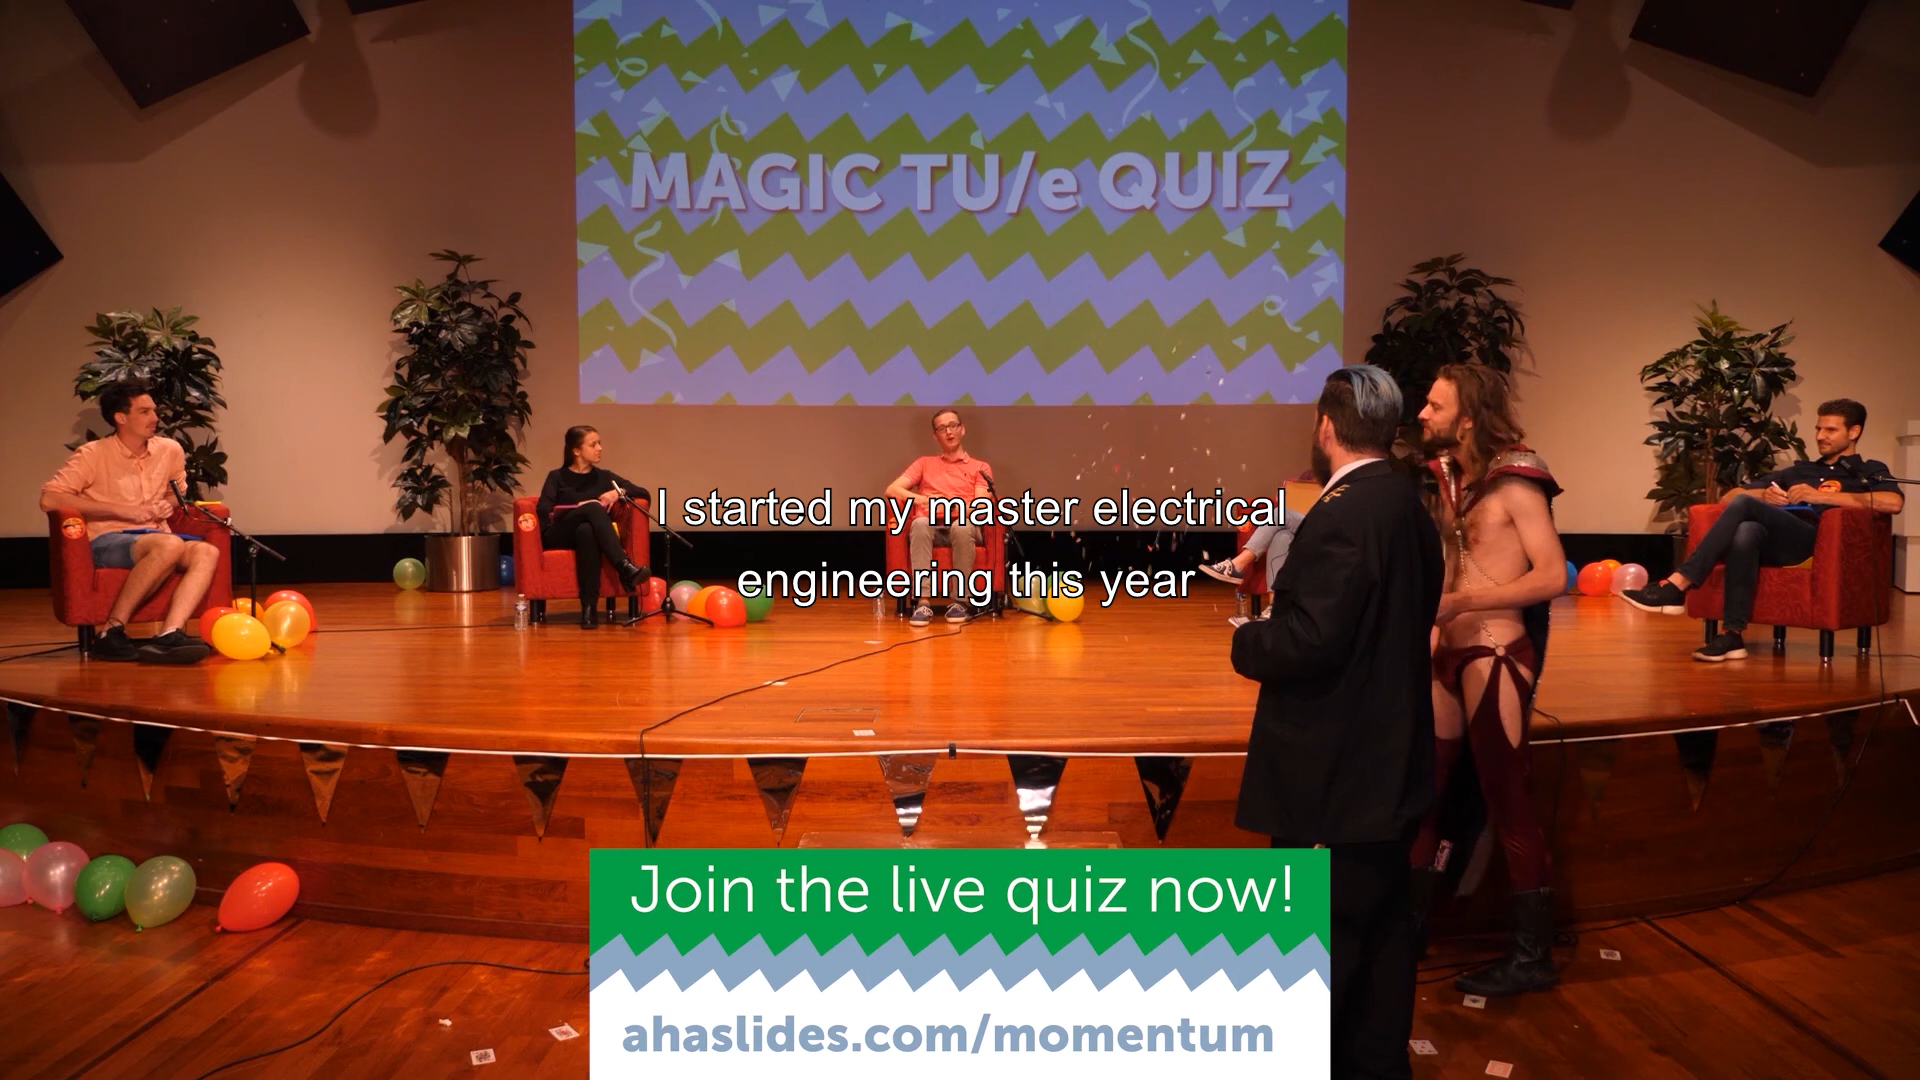 MAGIC TU/e QUIZ
I started my master electrical
engineering this year
Join the live quiz now!
ahaslides.com/momentum